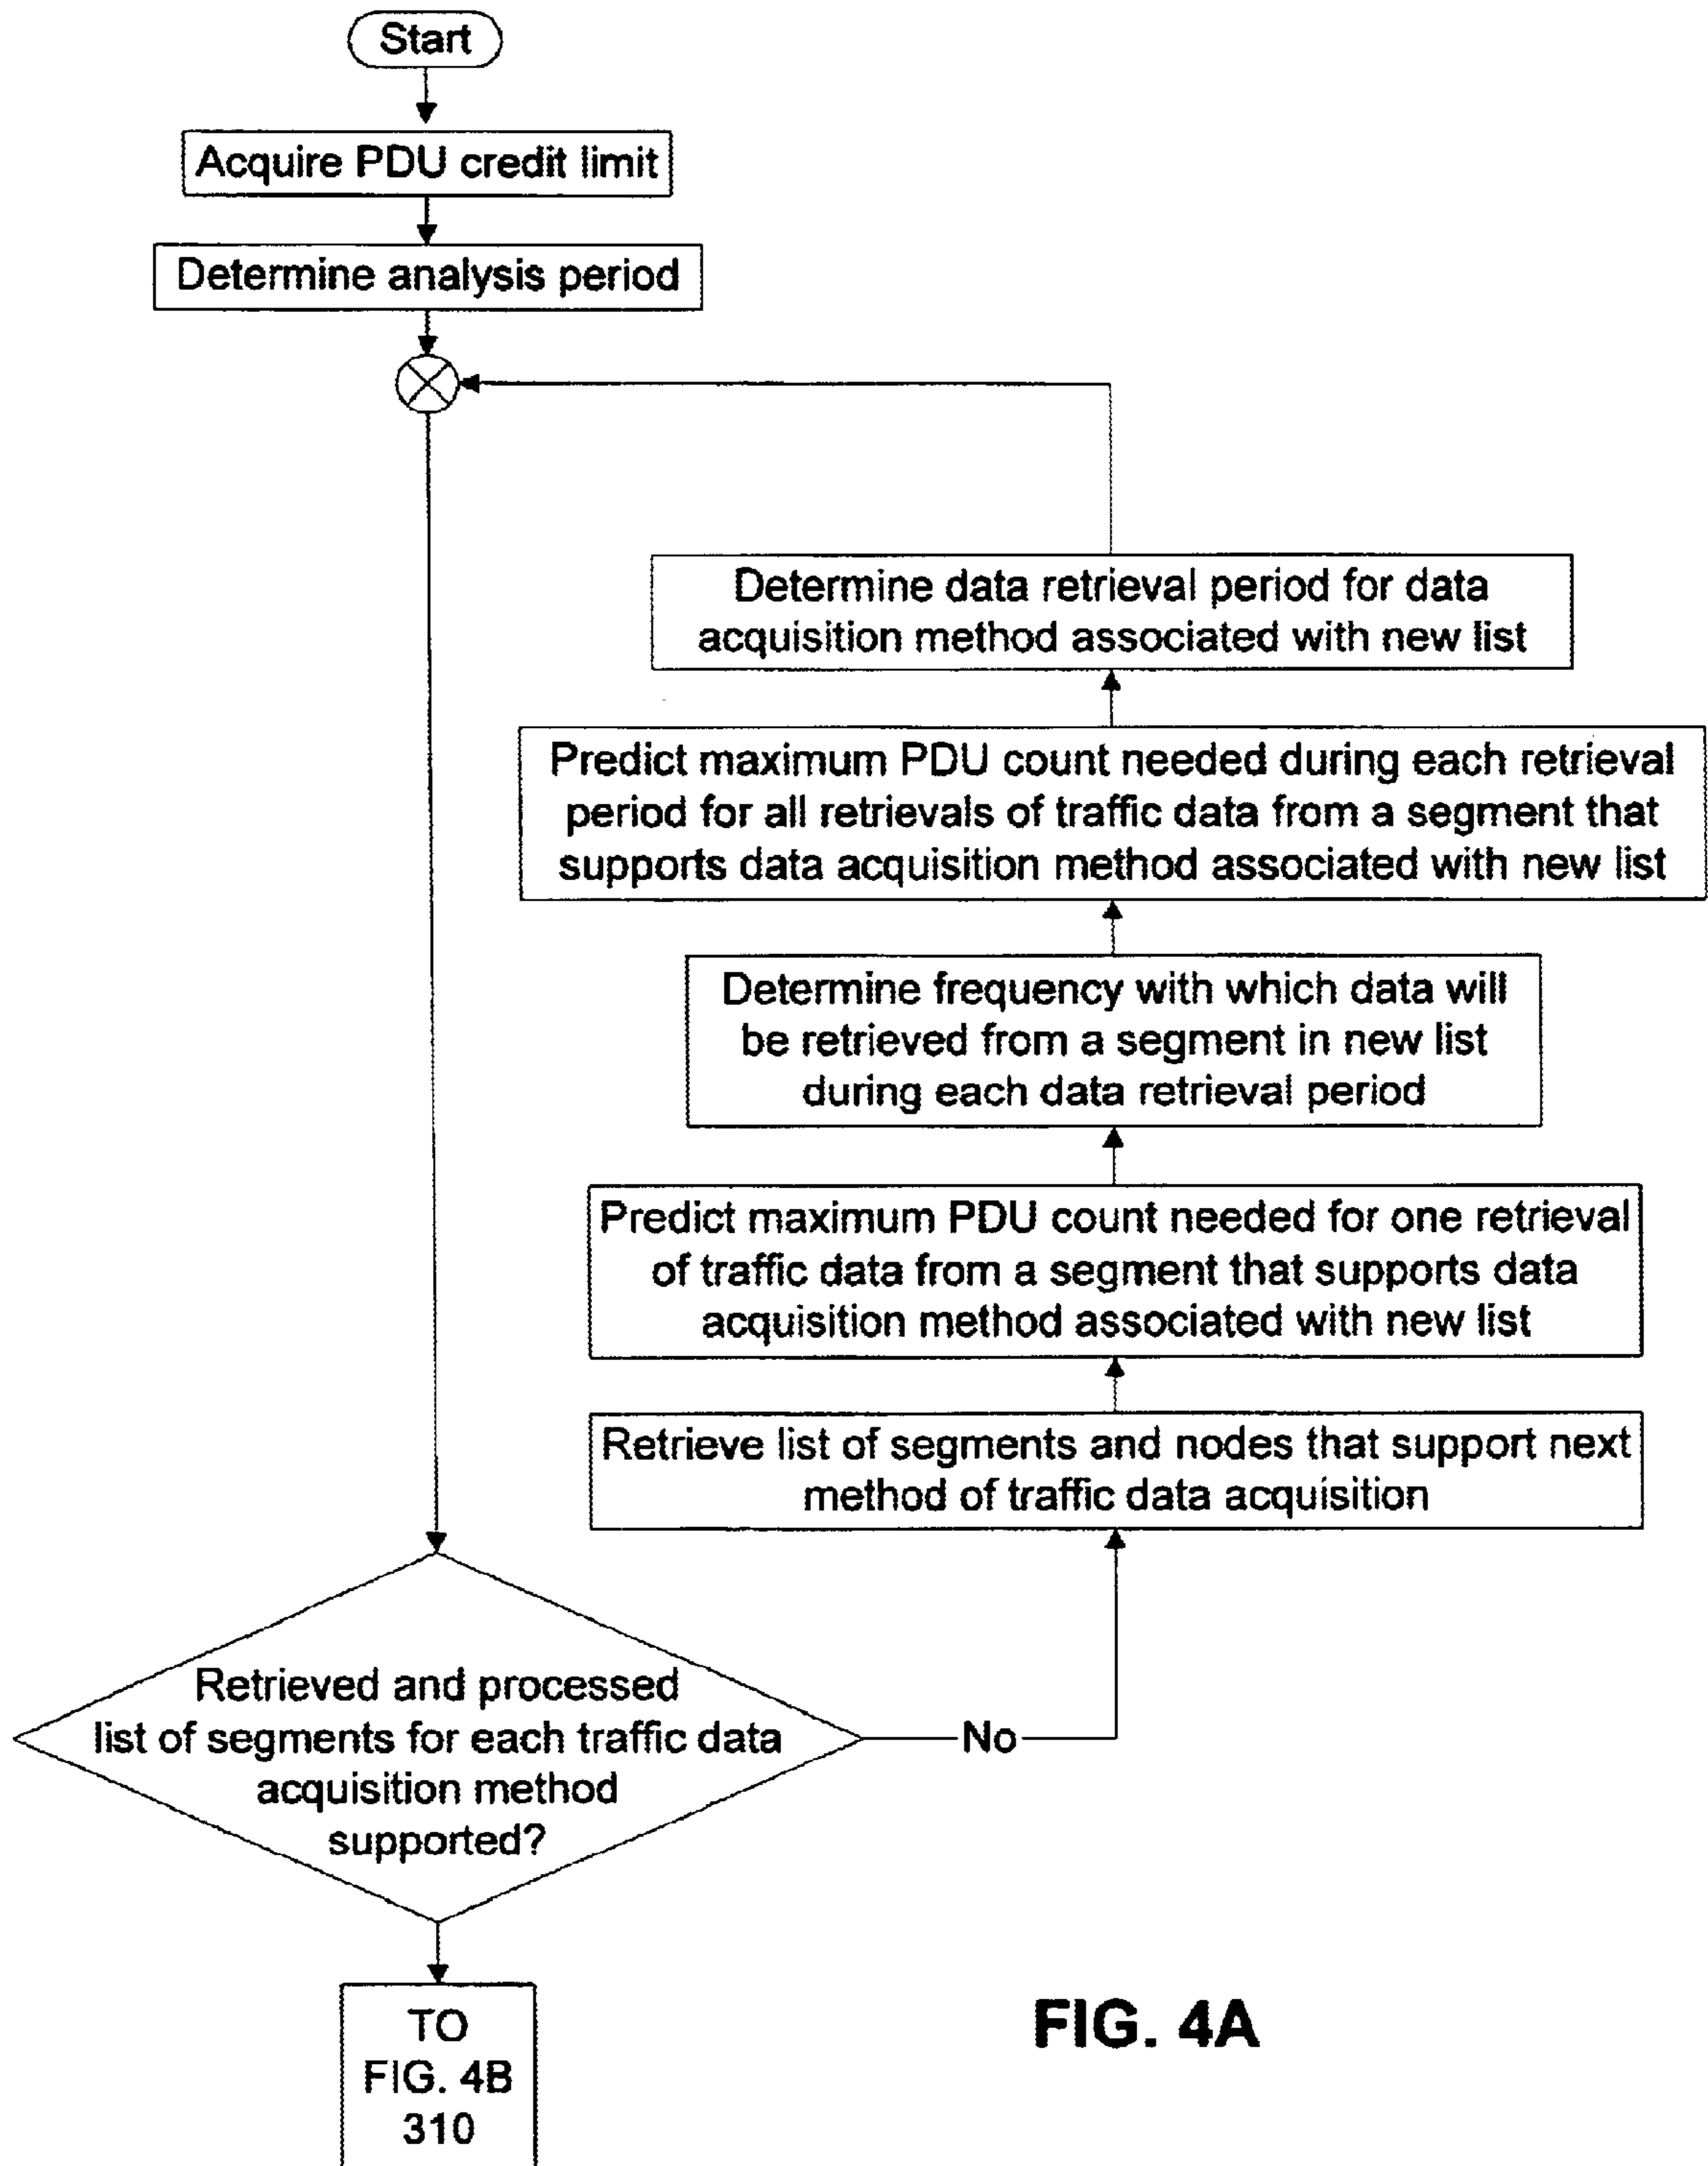 Start
Acquire PDU credit limit
Determine analysis period
Determine data retrieval period for data
acquisition method associated with new list
Predict maximum PDU count needed during each retrieval
period for all retrievals of traffic data from a segment that
supports data acquisition method associated with new list
Determine frequency with which data will
be retrieved from a segment in new list
during each data retrieval period
Predict maximum PDU count needed for one retrieval
of traffic data from a segment that supports data
acquisition method associated with new list
Retrieve list of segments and nodes that support next
method of traffic data acquisition
Retrieved and processed
list of segments for each traffic data
acquisition method
supported?
No
TO
FIG. 4B
310
FIG. 4A